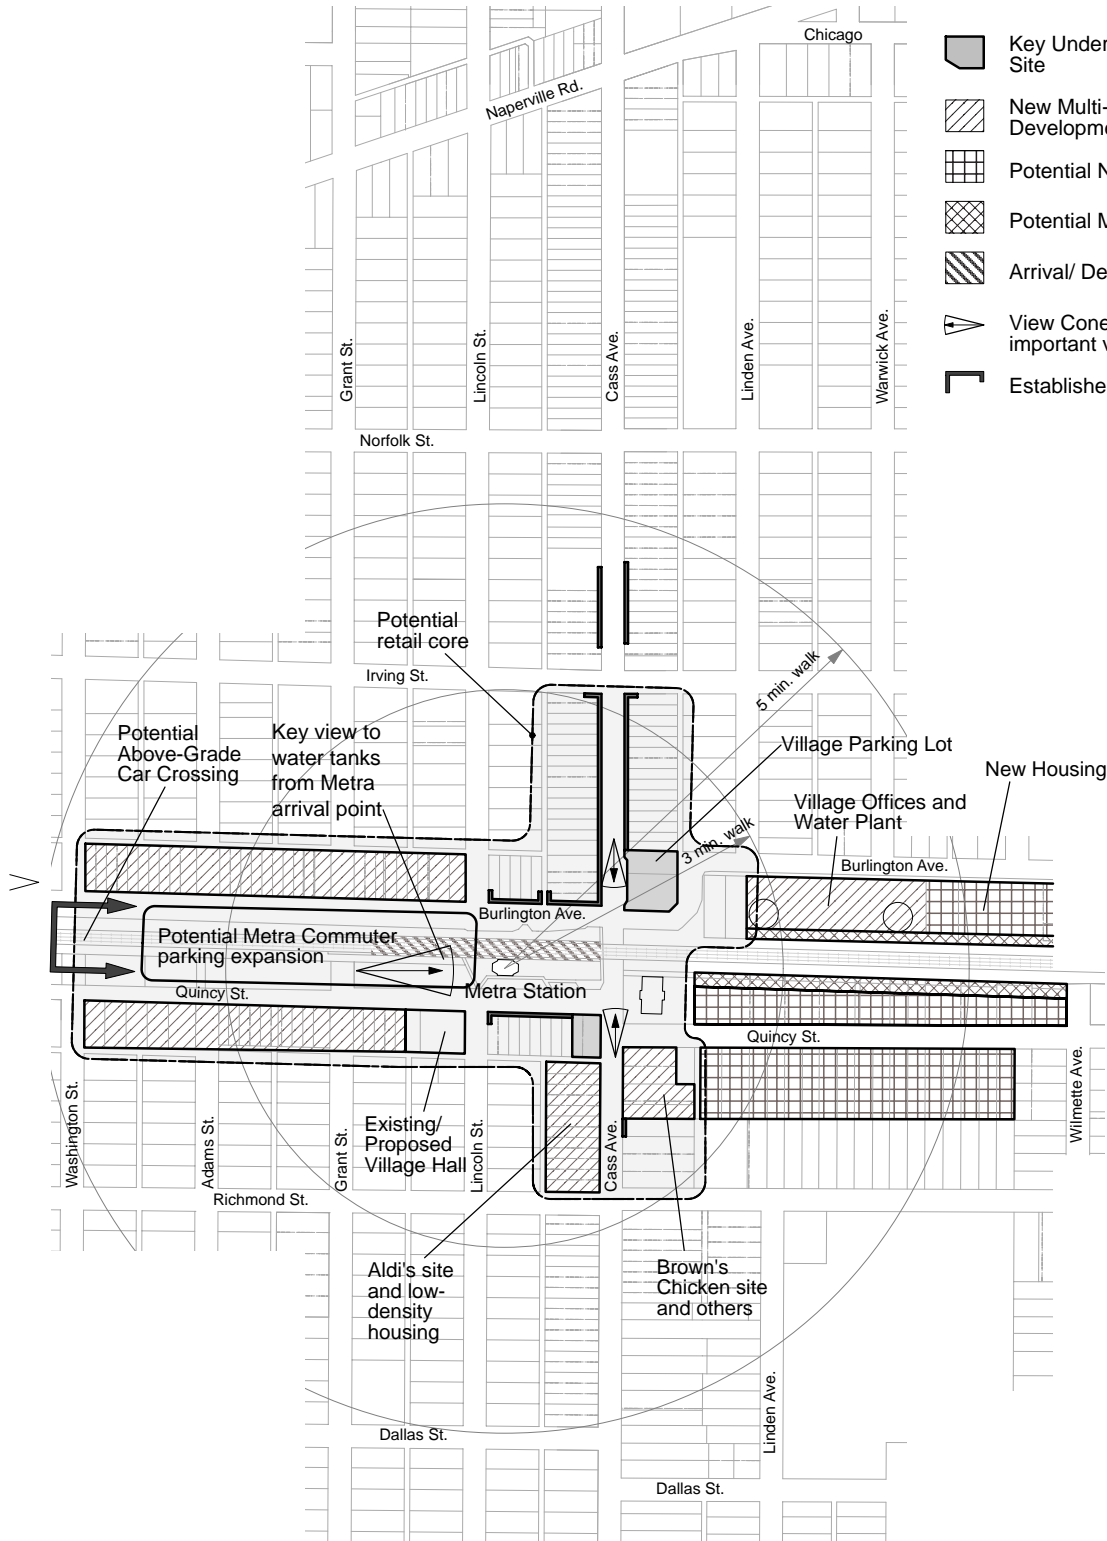 Chicago
Naperville Rd.
Key Under
Site
New Multi-
Developme
Potential N
Potential M
Arrival/ De
View Cone
important v
Establishe
Grant St.
Lincoln St.
Cass Ave.
Linden Ave.
Warwick Ave.
Norfolk St.
Potential
retail core
Irving St.
5 min. walk
Potential
Above-Grade
Car Crossing
Key view to
water tanks
from Metra
arrival point
Village Parking Lot
New Housing
Village Offices and
Water Plant
3 min. walk
Burlington Ave.
Burlington Ave.
Potential Metra Commuter
parking expansion
Metra Station
Quincy St.
Quincy St.
Washington St.
Adams St.
Grant St.
Lincoln St.
Cass Ave.
Wilmette Ave.
Existing/
Proposed
Village Hall
Richmond St.
Aldi's site
and low-
density
housing
Brown's
Chicken site
and others
Linden Ave.
Dallas St.
Dallas St.